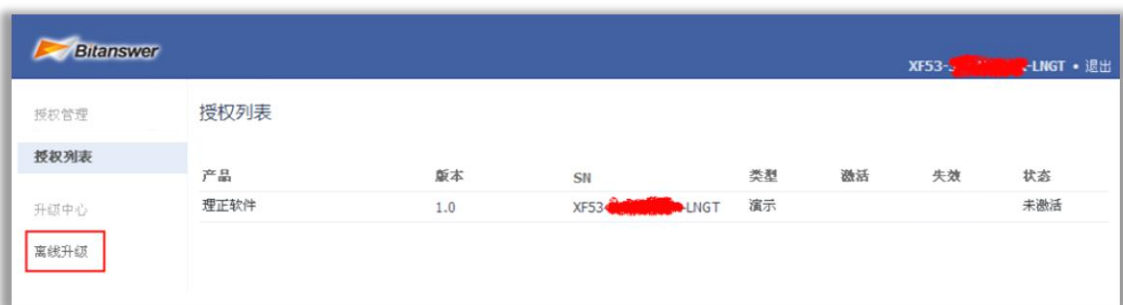 Bitanswer
XF53- -LNGT • 退出
授权管理
授权列表
授权列表
产品 版本 SN 类型 激活 失效 状态
理正软件 1.0 XF53 -LNGT 演示 未激活
升级中心
离线升级